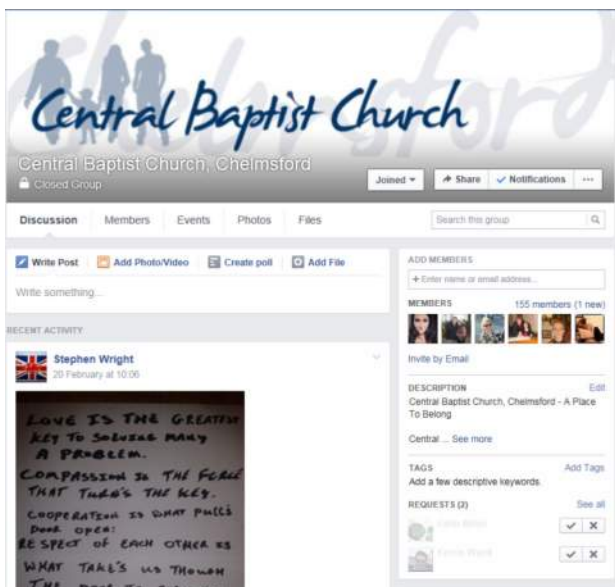 Chelmsford
Central Baptist Church
Central Baptist Church, Chelmsford
Closed Group
Joined
Share
Notifications
Discussion
Members
Events
Photos
Files
Search this group
Write Post
Add Photo/Video
Create poll
Add File
Write something...
RECENT ACTIVITY
Stephen Wright
20 February at 10:06
LOVE IS THE GREATEST
KEY TO SOLVING MANY
A PROBLEM.
COMPASSION IS THE FORCE
THAT TURN'S THE KEY.
COOPERATION IS WHAT PULL'S
DOOR OPEN:
RESPECT OF EACH OTHER IS
WHAT TAKE'S US THOUGH
THE
ADD MEMBERS
+ Enter name or email address...
MEMBERS
155 members (1 new)
Invite by Email
DESCRIPTION
Edit
Central Baptist Church, Chelmsford - A Place
To Belong
Central ... See more
TAGS
Add Tags
Add a few descriptive keywords.
REQUESTS (2)
See all